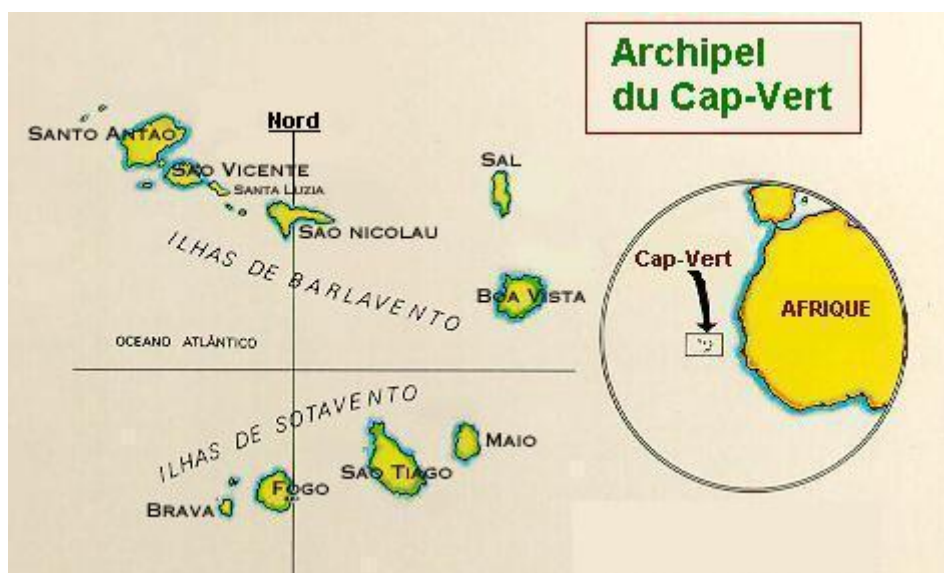 Archipel
du Cap-Vert
Nord
SANTO ANTAO
SAO VICENTE
SANTA LUZIA
SAO NICOLAU
SAL
ILHAS DE BARLAVENTO
BOA VISTA
Cap-Vert
AFRIQUE
OCEANO ATLÂNTICO
ILHAS DE SOTAVENTO
MAIO
SAO TIAGO
FOGO
BRAVA